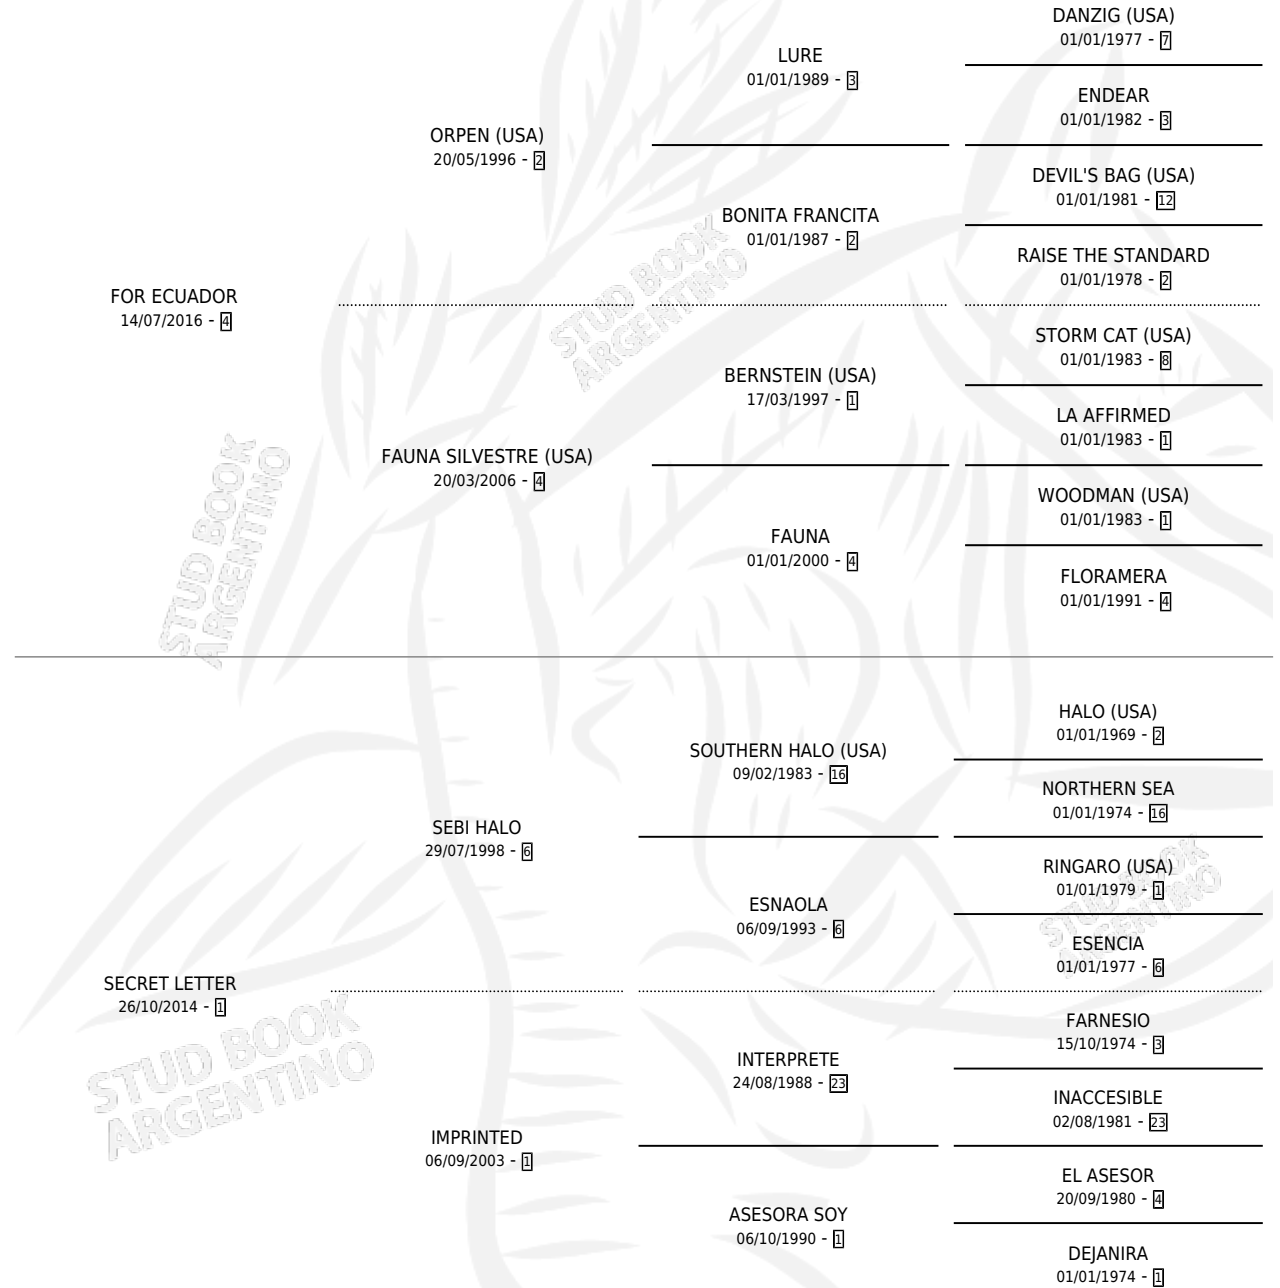 DANZIG (USA)
01/01/1977 - 7
LURE
01/01/1989 - 3
ENDEAR
01/01/1982 - 3
ORPEN (USA)
20/05/1996 - 2
DEVIL'S BAG (USA)
01/01/1981 - 12
BONITA FRANCITA
01/01/1987 - 2
RAISE THE STANDARD
01/01/1978 - 2
FOR ECUADOR
14/07/2016 - 4
STUD BOOK
ARGENTINO
STORM CAT (USA)
01/01/1983 - 8
BERNSTEIN (USA)
17/03/1997 - 1
LA AFFIRMED
01/01/1983 - 1
FAUNA SILVESTRE (USA)
20/03/2006 - 4
WOODMAN (USA)
01/01/1983 - 1
FAUNA
01/01/2000 - 4
FLORAMERA
01/01/1991 - 4
STUD BOOK
ARGENTINO
HALO (USA)
01/01/1969 - 2
SOUTHERN HALO (USA)
09/02/1983 - 16
NORTHERN SEA
01/01/1974 - 16
SEBI HALO
29/07/1998 - 6
RINGARO (USA)
01/01/1979 - 1
ESNAOLA
06/09/1993 - 6
ESENCIA
01/01/1977 - 6
STUD BOOK
ARGENTINO
SECRET LETTER
26/10/2014 - 1
FARNESIO
15/10/1974 - 3
INTERPRETE
24/08/1988 - 23
INACCESIBLE
02/08/1981 - 23
STUD BOOK
ARGENTINO
IMPRINTED
06/09/2003 - 1
EL ASESOR
20/09/1980 - 4
ASESORA SOY
06/10/1990 - 1
DEJANIRA
01/01/1974 - 1